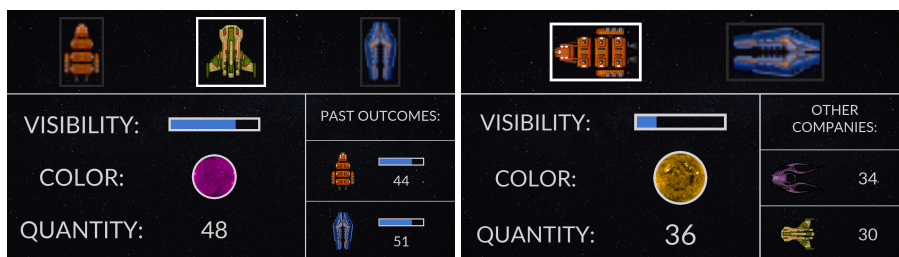 VISIBILITY:
COLOR:
QUANTITY: 48
PAST OUTCOMES:
44
51
VISIBILITY:
COLOR:
QUANTITY: 36
OTHER
COMPANIES:
34
30